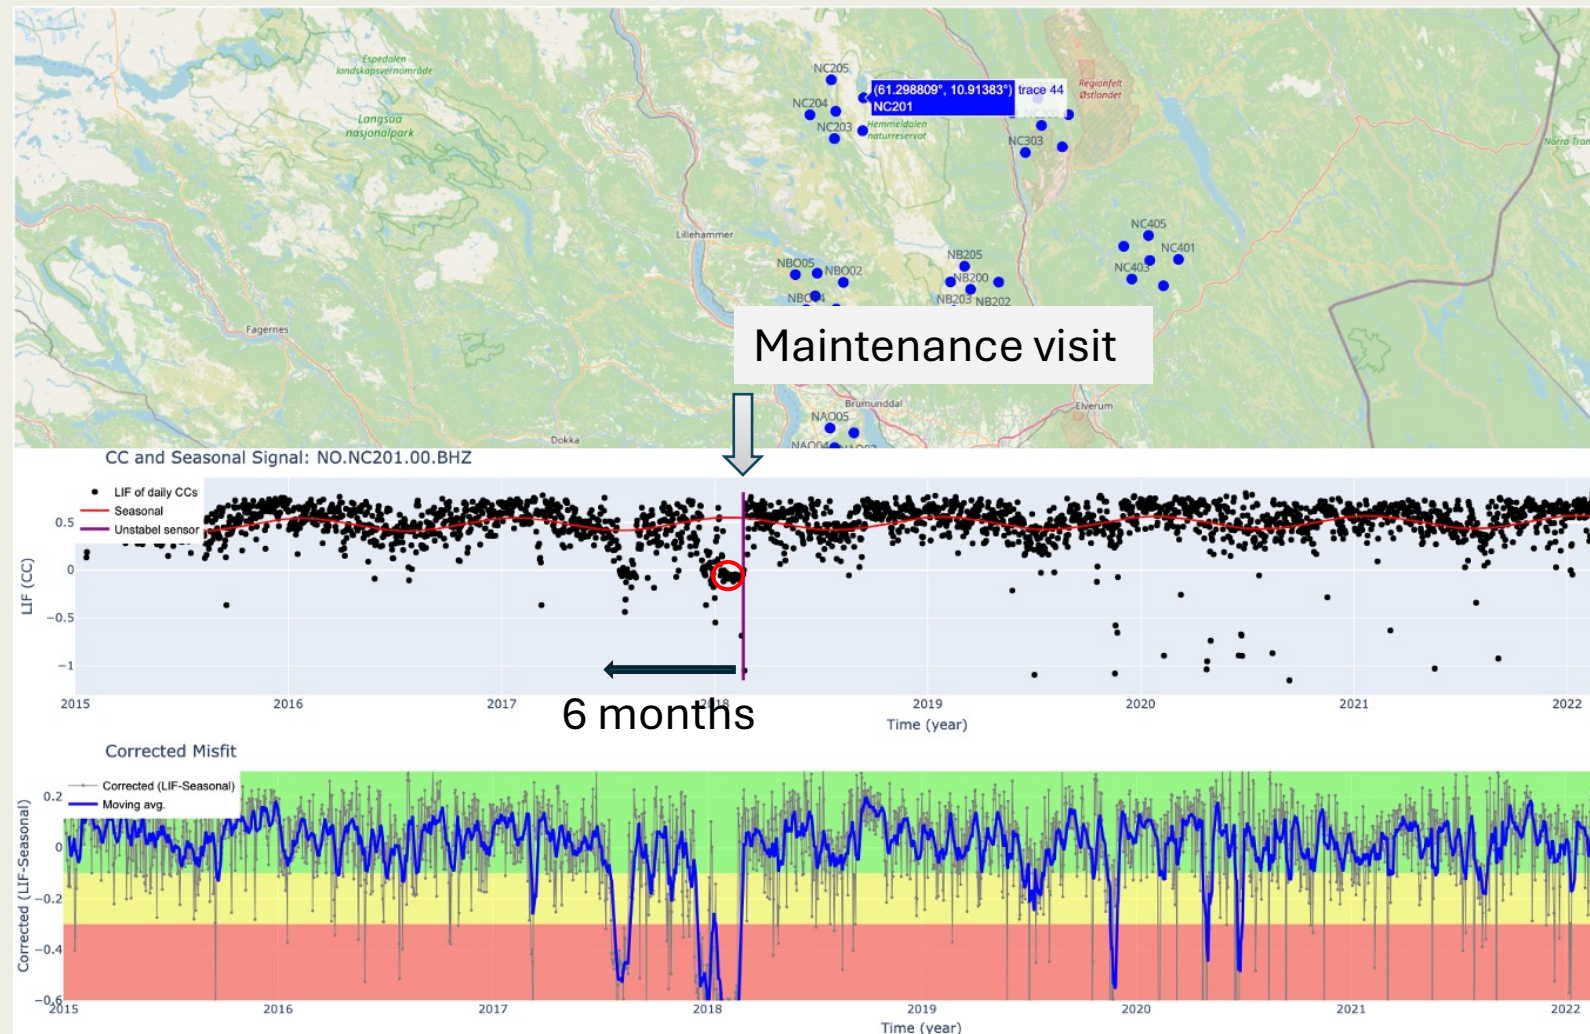 Espedalen
landskapsvernområde
Langsua
nasjonalpark
NC205
(61.298809°, 10.91383°)
NC201
trace 44
NC204
NC203
Hemmeldalen
naturreservat
Regionfelt
Østlandet
NC303
Lillehammer
NC405
NC401
NC403
NBO05
NBO02
NB205
NB200
NB203
NB202
Fagernes
Maintenance visit
Brumunddal
Elverum
NAO05
Dokka
CC and Seasonal Signal: NO.NC201.00.BHZ
LIF of daily CCs
Seasonal
Unstabel sensor
LIF (CC)
0.5
0
−0.5
−1
2015
2016
2017
2018
2019
2020
2021
2022
6 months
Time (year)
Corrected Misfit
Corrected (LIF-Seasonal)
Moving avg.
Corrected (LIF-Seasonal)
0.2
0
−0.2
−0.4
−0.6
2015
2016
2017
2018
2019
2020
2021
2022
Time (year)